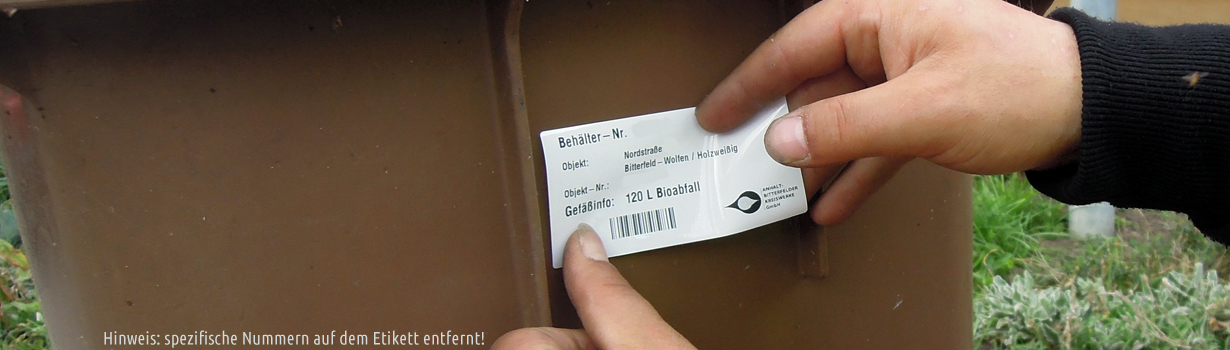 Behälter–Nr.
Objekt: Nordstraße
Bitterfeld–Wolfen / Holzweißig
Objekt–Nr.:
Gefäßinfo: 120 L Bioabfall
ANHALT-
BITTERFELDER
KREISWERKE
GmbH
Hinweis: spezifische Nummern auf dem Etikett entfernt!